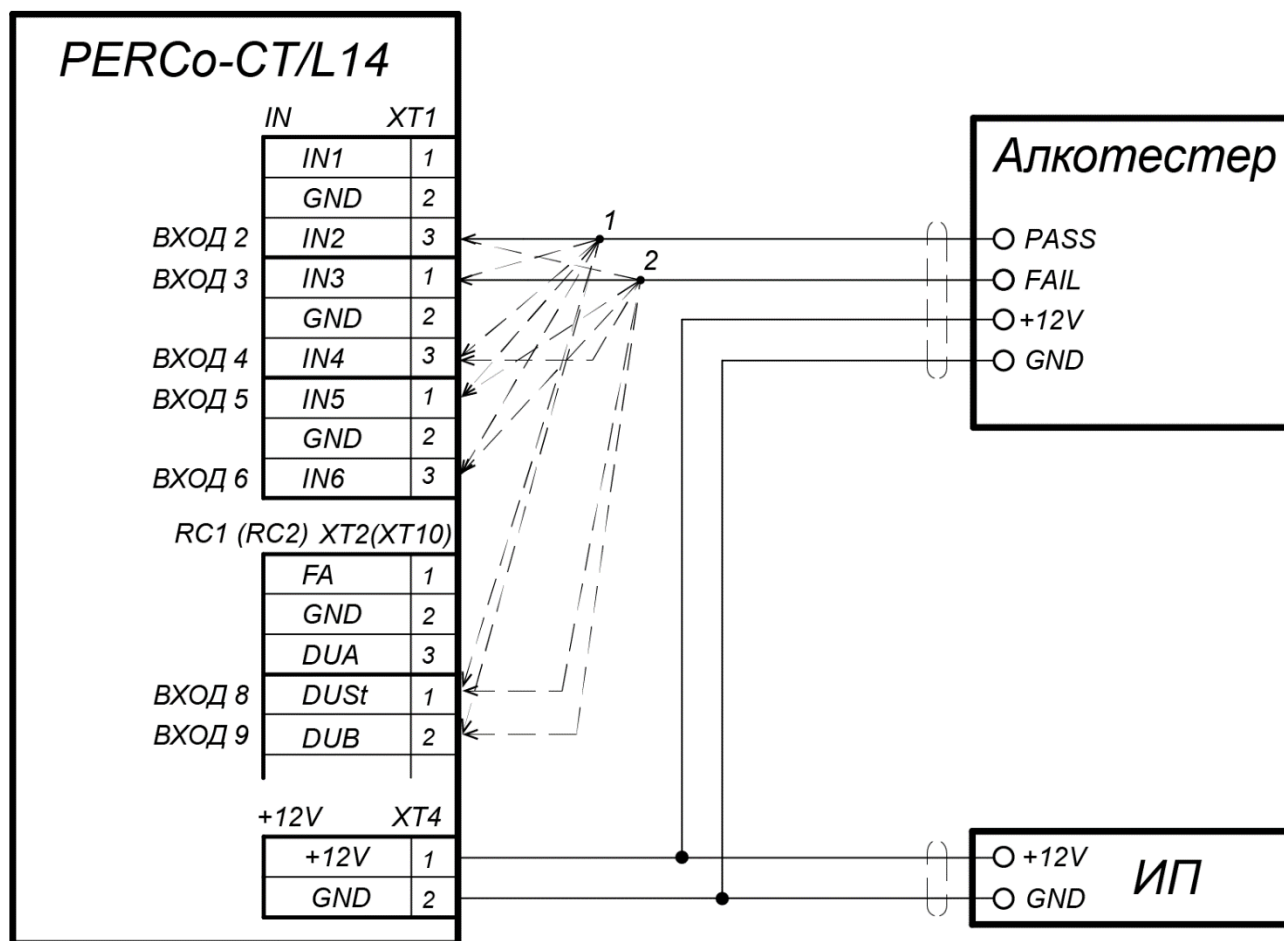 PERCo-CT/L14
IN XT1
IN1 1
GND 2
ВХОД 2 IN2 3
ВХОД 3 IN3 1
GND 2
ВХОД 4 IN4 3
ВХОД 5 IN5 1
GND 2
ВХОД 6 IN6 3
RC1 (RC2) XT2(XT10)
FA 1
GND 2
DUA 3
ВХОД 8 DUSt 1
ВХОД 9 DUB 2
+12V XT4
+12V 1
GND 2
1
2
Алкотестер
PASS
FAIL
+12V
GND
+12V
GND
ИП